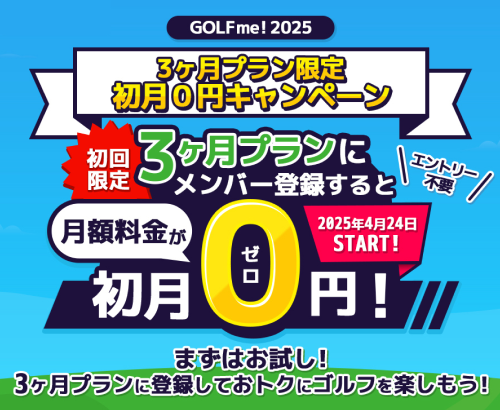 GOLFme! 2025
3ヶ月プラン限定
初月0円キャンペーン
初回
限定
3ヶ月プランに
メンバー登録すると
エントリー
不要
月額料金が
2025年4月24日
START!
初月0円!
ゼロ
まずはお試し!
3ヶ月プランに登録しておトクにゴルフを楽しもう!